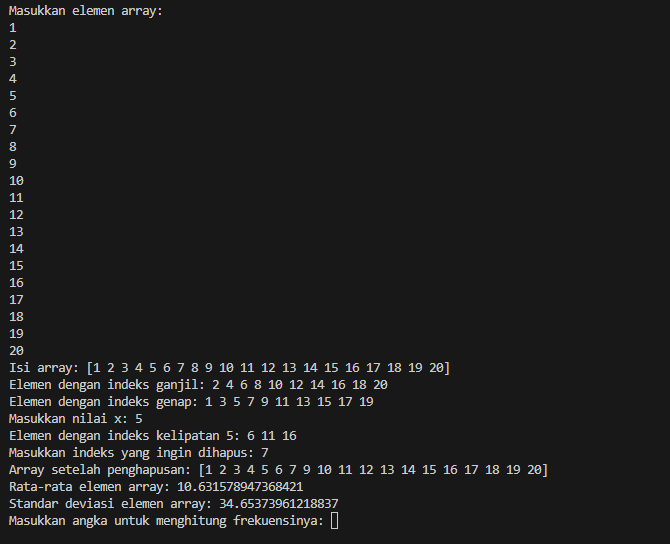 Masukkan elemen array:
1
2
3
4
5
6
7
8
9
10
11
12
13
14
15
16
17
18
19
20
Isi array: [1 2 3 4 5 6 7 8 9 10 11 12 13 14 15 16 17 18 19 20]
Elemen dengan indeks ganjil: 2 4 6 8 10 12 14 16 18 20
Elemen dengan indeks genap: 1 3 5 7 9 11 13 15 17 19
Masukkan nilai x: 5
Elemen dengan indeks kelipatan 5: 6 11 16
Masukkan indeks yang ingin dihapus: 7
Array setelah penghapusan: [1 2 3 4 5 6 7 9 10 11 12 13 14 15 16 17 18 19 20]
Rata-rata elemen array: 10.631578947368421
Standar deviasi elemen array: 34.65373961218837
Masukkan angka untuk menghitung frekuensinya: